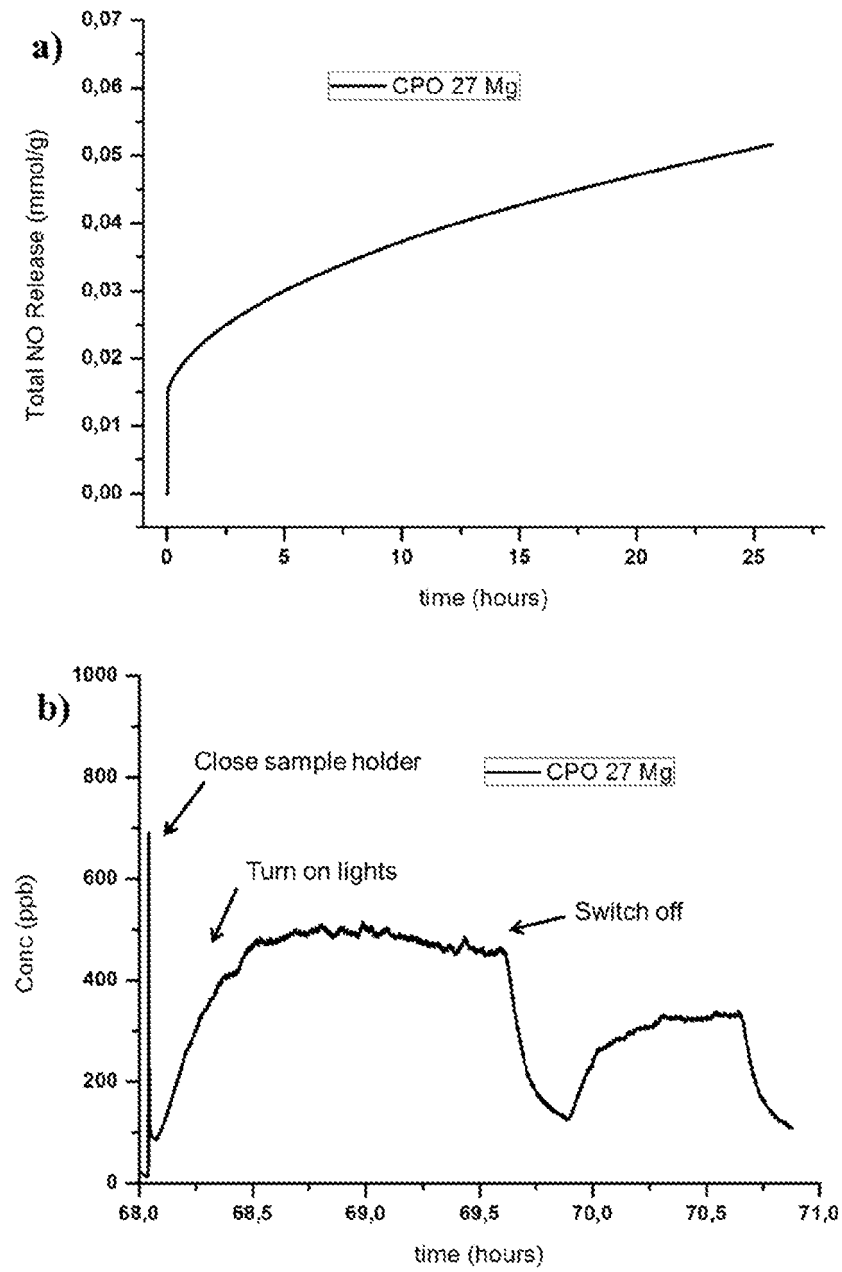 a)
0,07
0,06
0,05
0,04
0,03
0,02
0,01
0,00
Total NO Release (mmol/g)
CPO 27 Mg
0 5 10 15 20 25
time (hours)
b)
1000
800
600
400
200
0
Conc (ppb)
Close sample holder
CPO 27 Mg
Turn on lights
Switch off
68,0 68,5 69,0 69,5 70,0 70,5 71,0
time (hours)